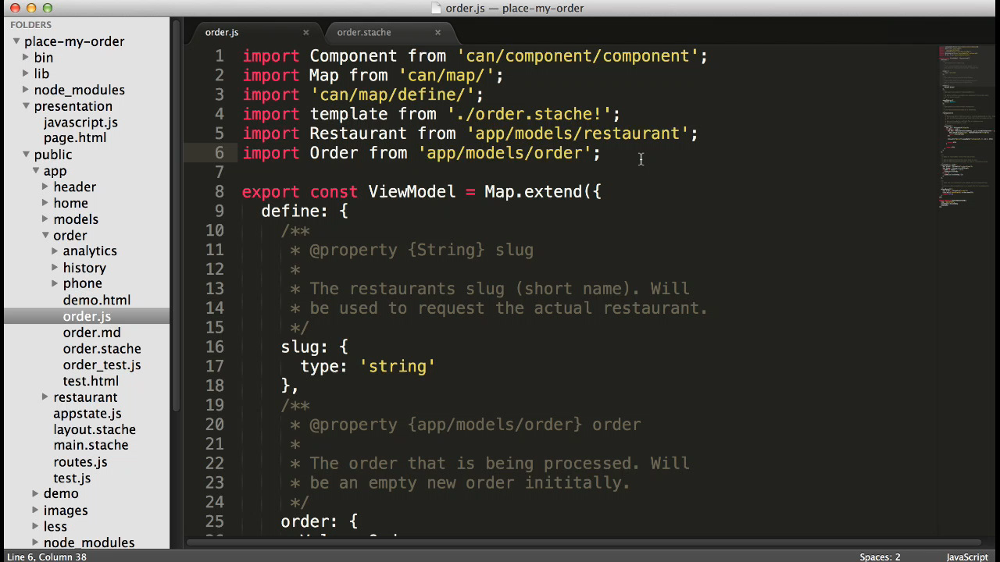 order.js — place-my-order
FOLDERS
place-my-order
bin
lib
node_modules
presentation
javascript.js
page.html
public
app
header
home
models
order
analytics
history
phone
demo.html
order.js
order.md
order.stache
order_test.js
test.html
restaurant
appstate.js
layout.stache
main.stache
routes.js
test.js
demo
images
less
node_modules
order.js
order.stache
1 import Component from 'can/component/component';
2 import Map from 'can/map/';
3 import 'can/map/define/';
4 import template from './order.stache!';
5 import Restaurant from 'app/models/restaurant';
6 import Order from 'app/models/order';
7
8 export const ViewModel = Map.extend({
9 define: {
10 /**
11 * @property {String} slug
12 *
13 * The restaurants slug (short name). Will
14 * be used to request the actual restaurant.
15 */
16 slug: {
17 type: 'string'
18 },
19 /**
20 * @property {app/models/order} order
21 *
22 * The order that is being processed. Will
23 * be an empty new order inititally.
24 */
25 order: {
Line 6, Column 38
Spaces: 2
JavaScript